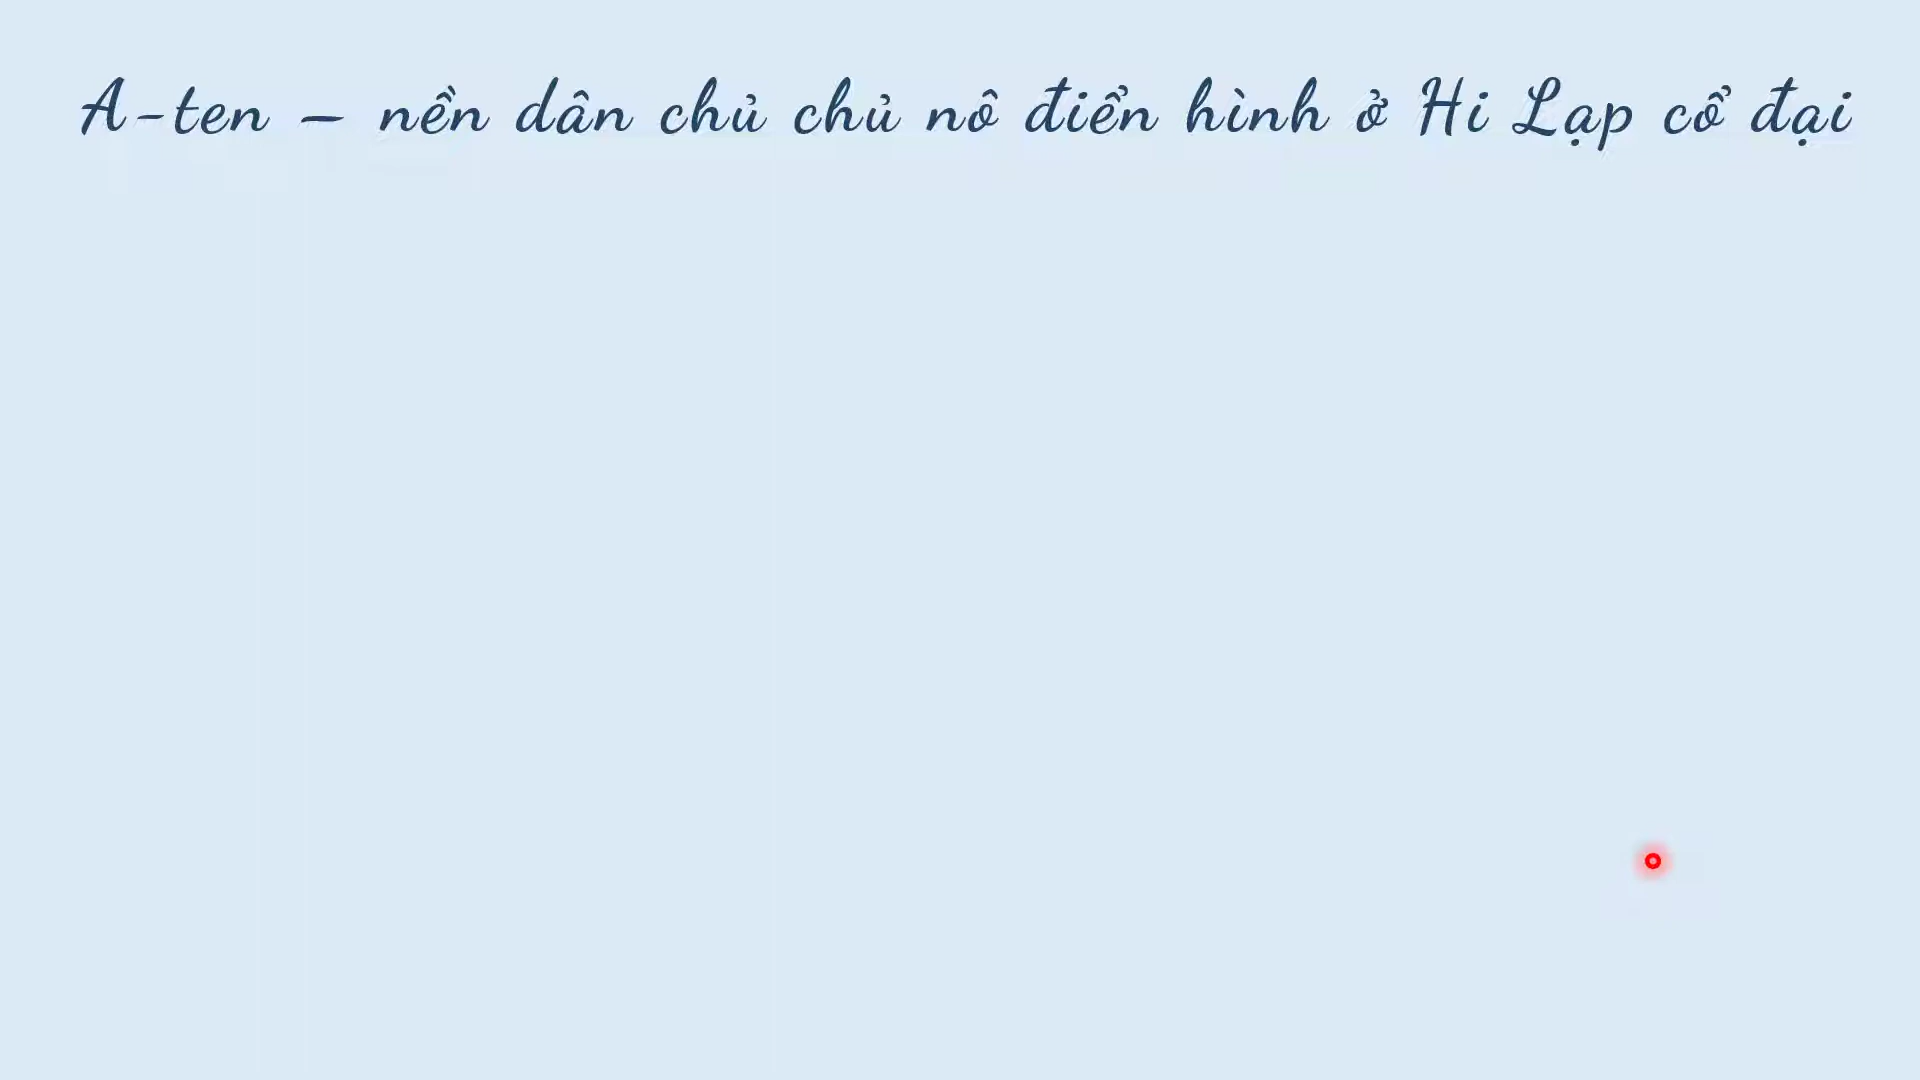 A-ten – nền dân chủ chủ nô điển hình ở Hi Lạp cổ đại